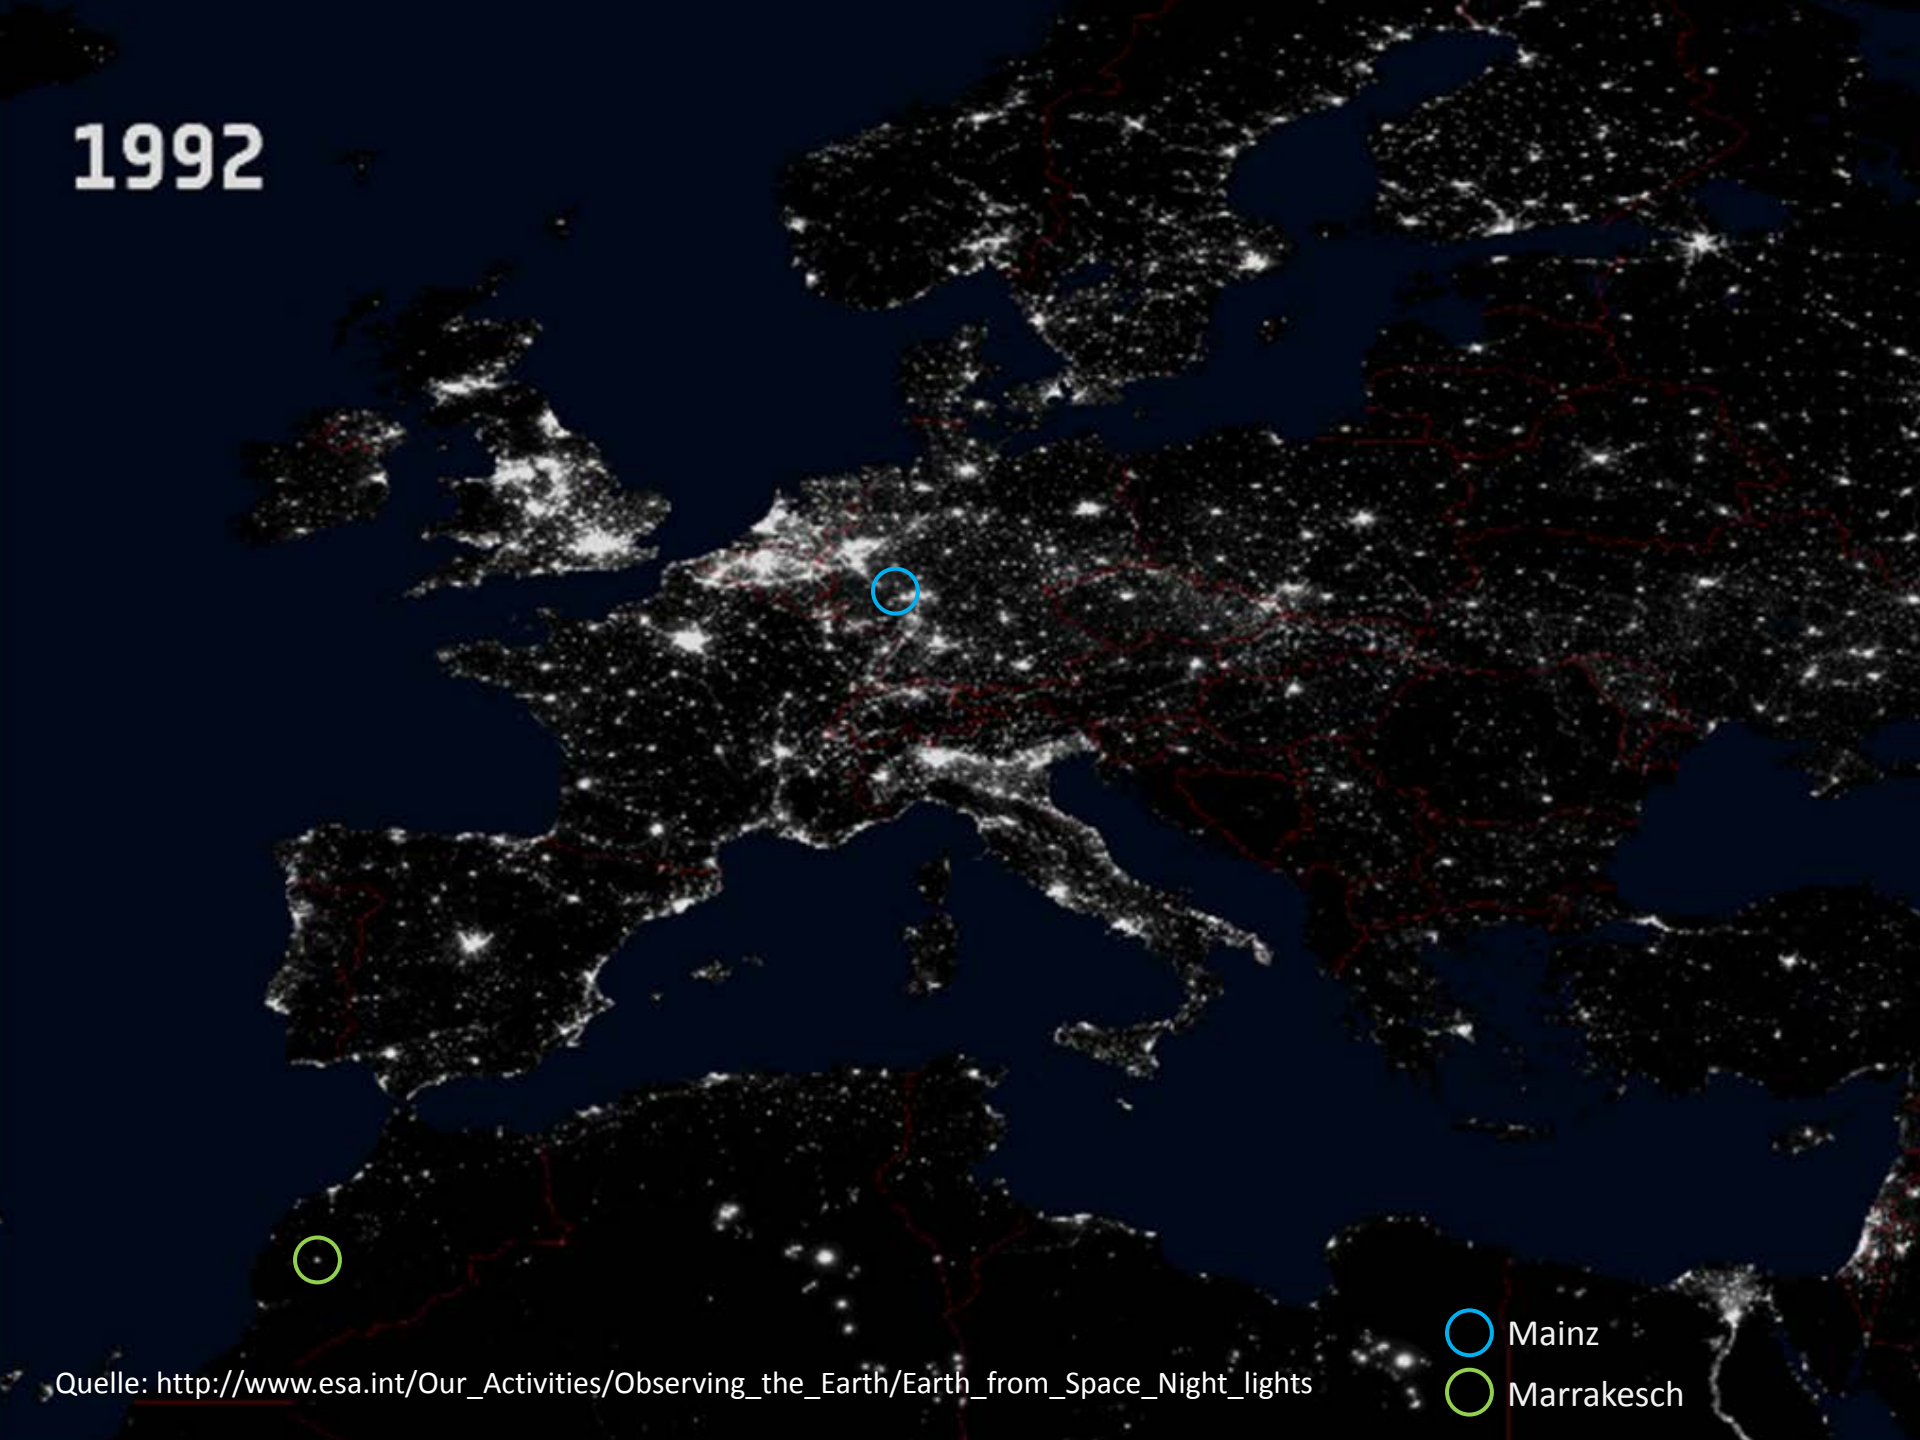 1992
Mainz
Quelle: http://www.esa.int/Our_Activities/Observing_the_Earth/Earth_from_Space_Night_lights
Marrakesch